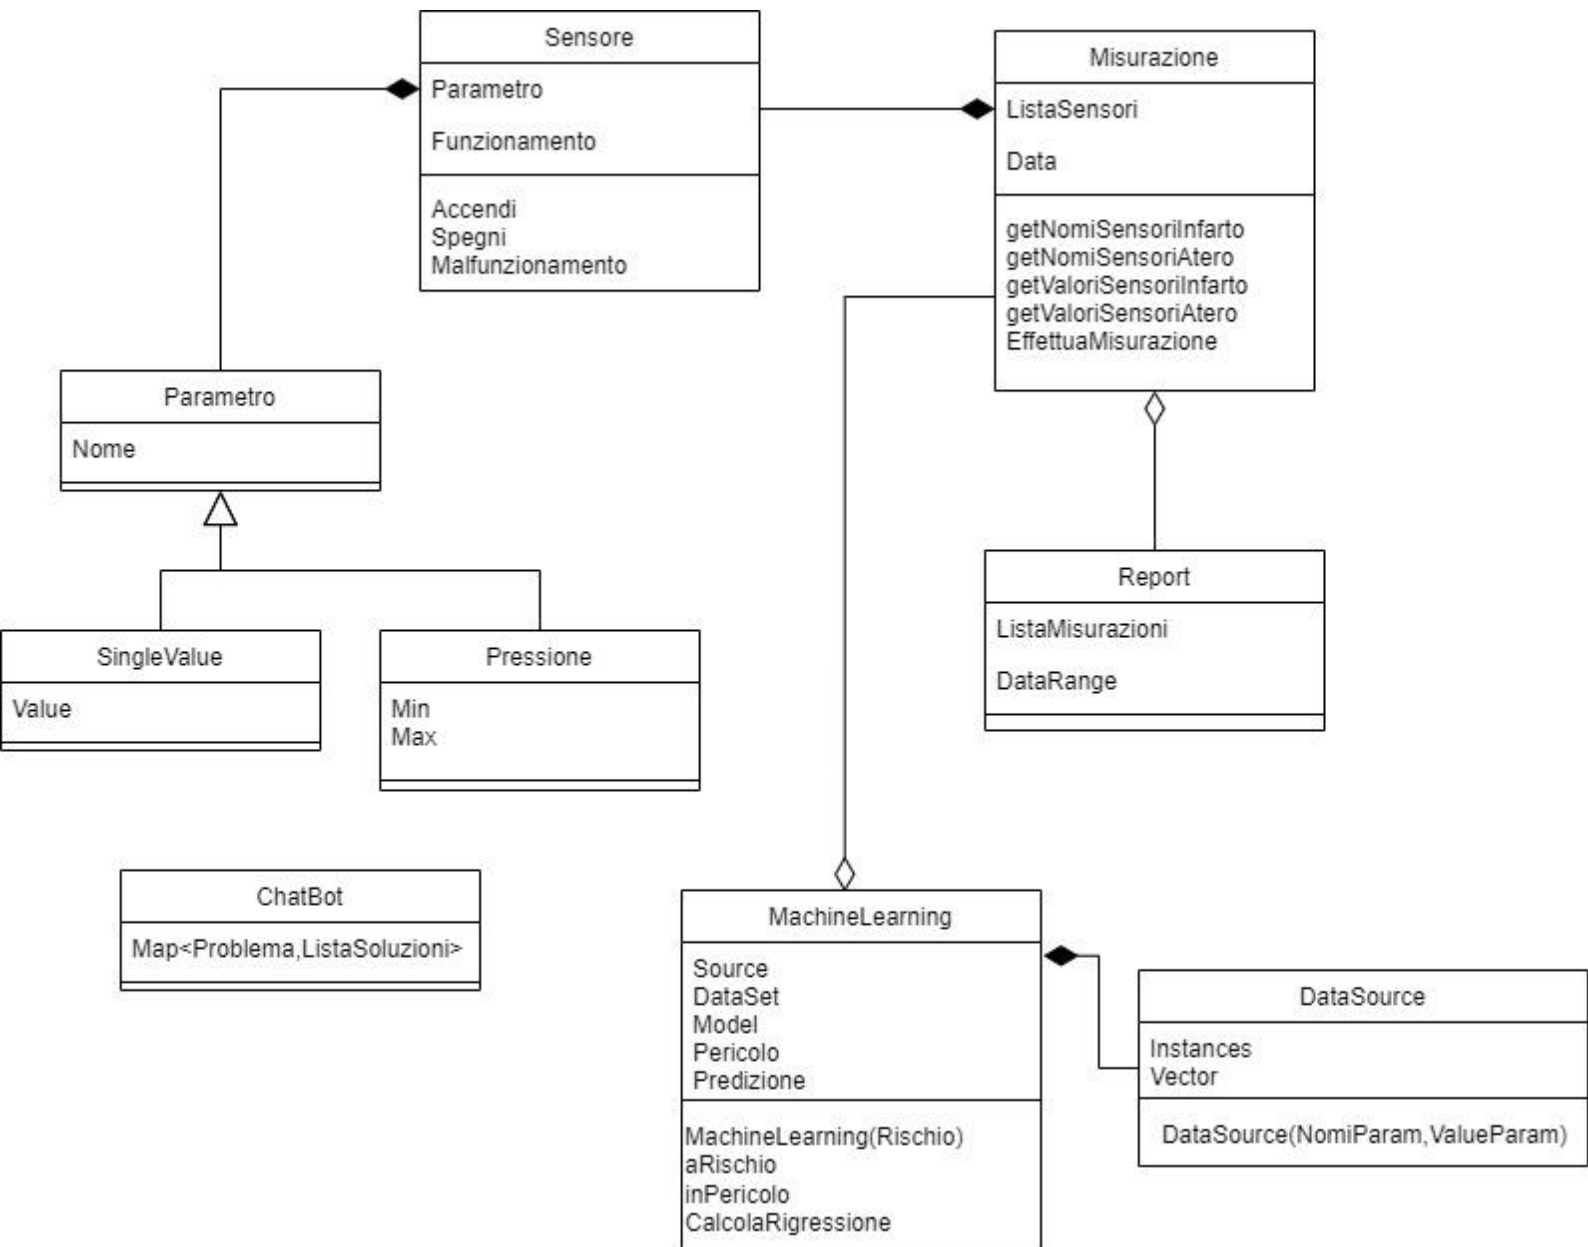 Sensore
Parametro
Funzionamento
Accendi
Spegni
Malfunzionamento
Misurazione
ListaSensori
Data
getNomiSensoriInfarto
getNomiSensoriAtero
getValoriSensoriInfarto
getValoriSensoriAtero
EffettuaMisurazione
Parametro
Nome
SingleValue
Value
Pressione
Min
Max
Report
ListaMisurazioni
DataRange
ChatBot
Map<Problema,ListaSoluzioni>
MachineLearning
Source
DataSet
Model
Pericolo
Predizione
MachineLearning(Rischio)
aRischio
inPericolo
CalcolaRigressione
DataSource
Instances
Vector
DataSource(NomiParam,ValueParam)